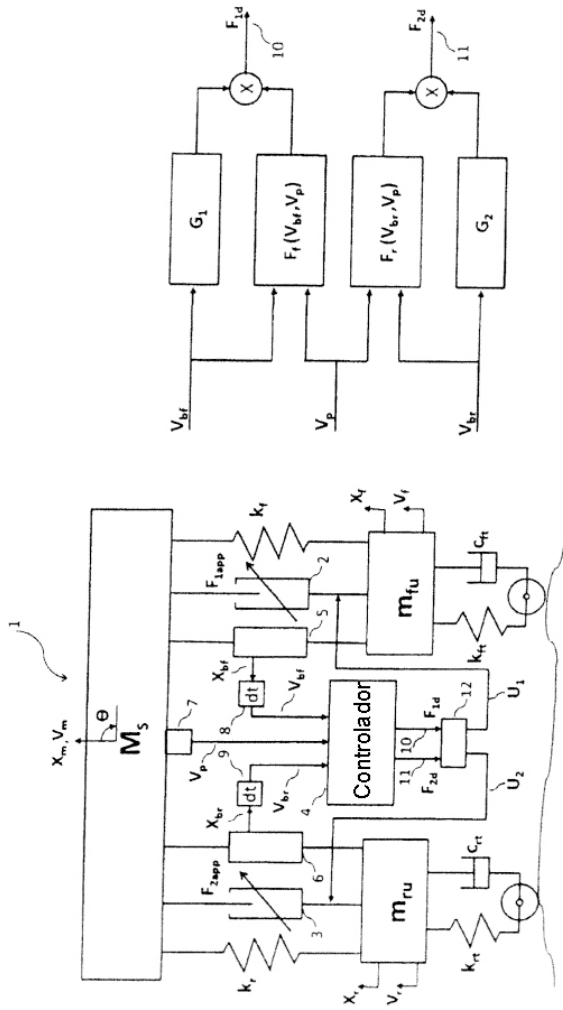 1
X_m, V_m
θ
M_s
7
V_p
k_r
F_2app
3
6
X_br
9
dt
V_br
4
Controlador
8
dt
X_bf
V_bf
5
F_1app
2
k_f
11
10
F_2d
F_1d
12
U_2
U_1
X_r
V_r
m_ru
k_rt
C_rt
X_f
V_f
m_fu
k_ft
C_ft
V_bf
V_p
V_br
G_1
F_f (V_bf, V_p)
F_r (V_br, V_p)
G_2
X
X
F_1d
10
F_2d
11